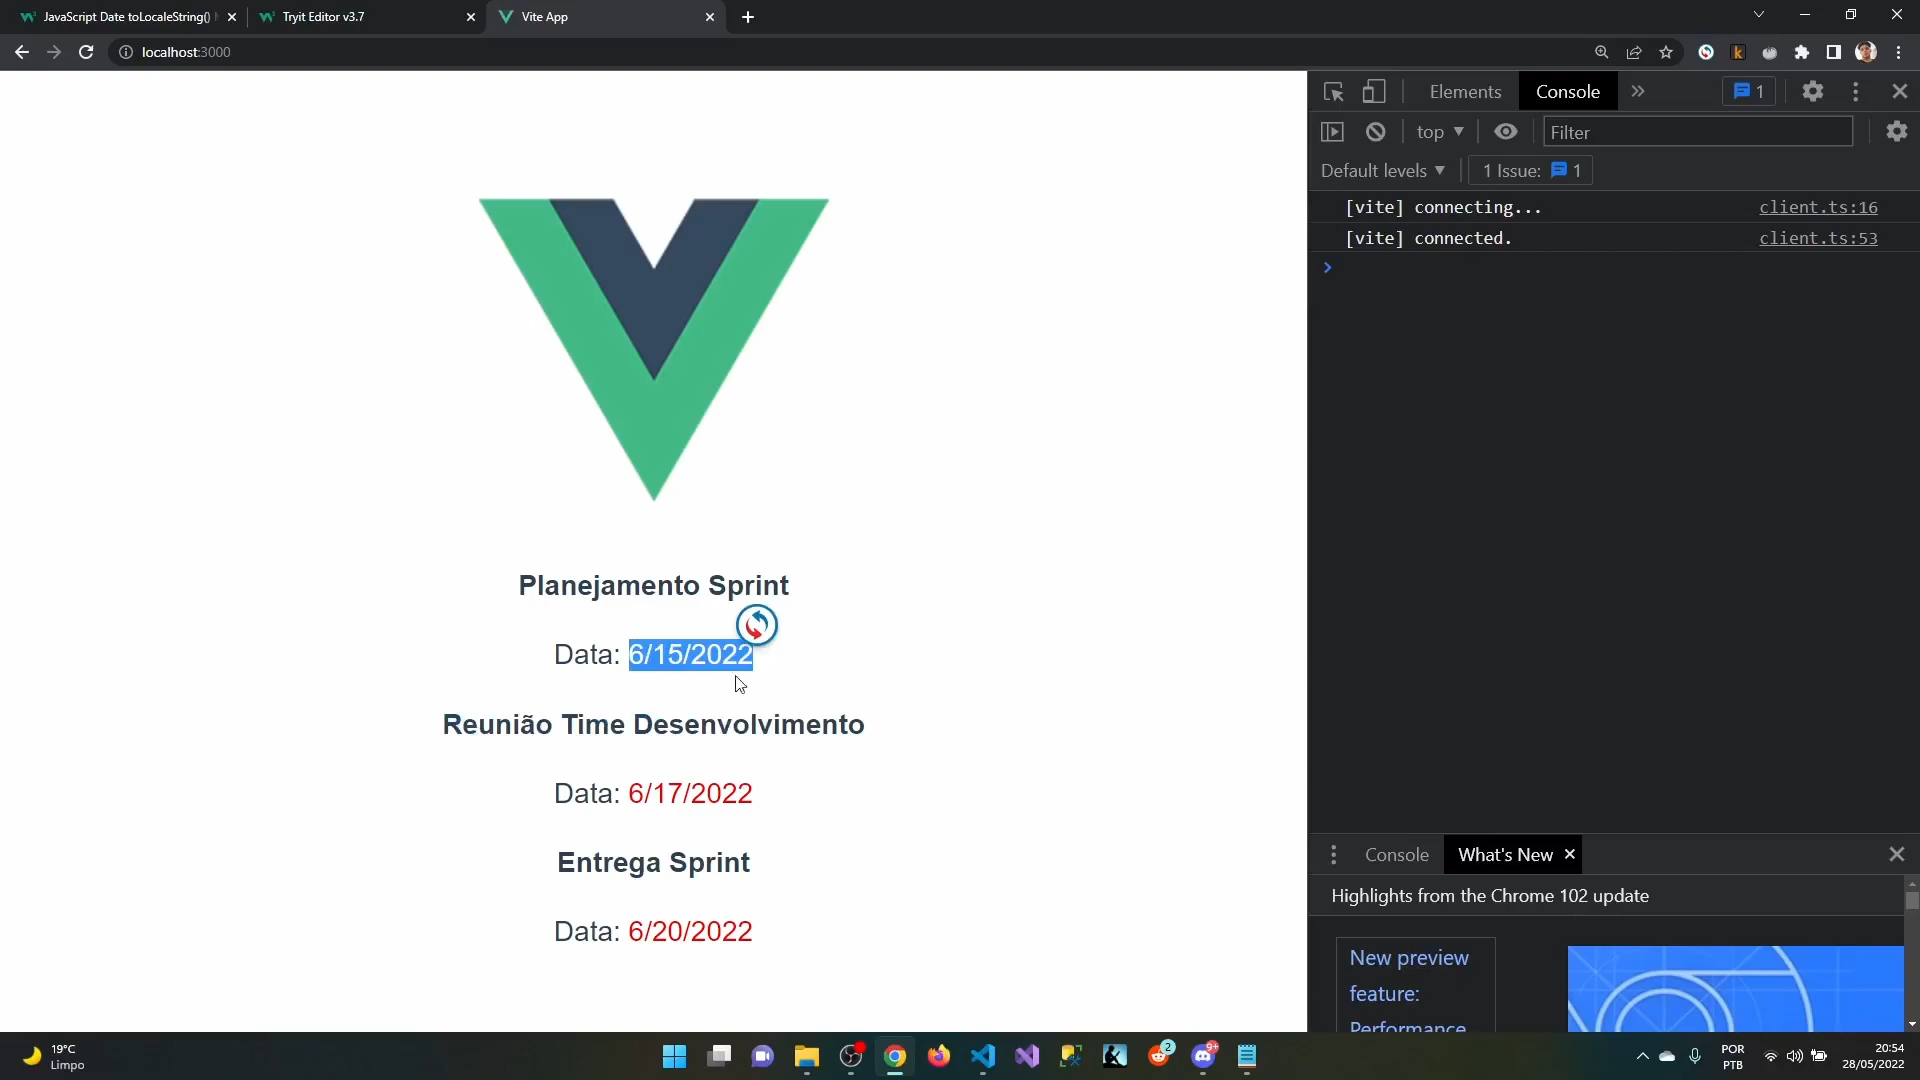 JavaScript Date toLocaleString()
Tryit Editor v3.7
Vite App
localhost:3000
Elements
Console
1
top
Filter
Default levels
1 Issue:
1
[vite] connecting...
client.ts:16
[vite] connected.
client.ts:53
Planejamento Sprint
Data: 6/15/2022
Reunião Time Desenvolvimento
Data: 6/17/2022
Entrega Sprint
Data: 6/20/2022
Console
What's New
Highlights from the Chrome 102 update
New preview
feature:
Performance
19°C
Limpo
2
9+
POR
PTB
20:54
28/05/2022